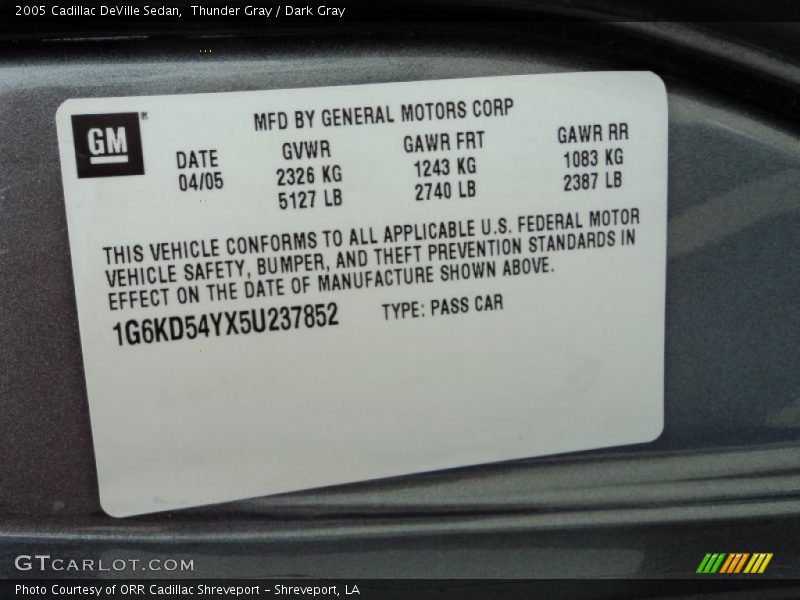 2005 Cadillac DeVille Sedan, Thunder Gray / Dark Gray
GM ®
MFD BY GENERAL MOTORS CORP
DATE GVWR GAWR FRT GAWR RR
04/05 2326 KG 1243 KG 1083 KG
5127 LB 2740 LB 2387 LB
THIS VEHICLE CONFORMS TO ALL APPLICABLE U.S. FEDERAL MOTOR
VEHICLE SAFETY, BUMPER, AND THEFT PREVENTION STANDARDS IN
EFFECT ON THE DATE OF MANUFACTURE SHOWN ABOVE.
1G6KD54YX5U237852 TYPE: PASS CAR
GTCARLOT.COM
Photo Courtesy of ORR Cadillac Shreveport - Shreveport, LA